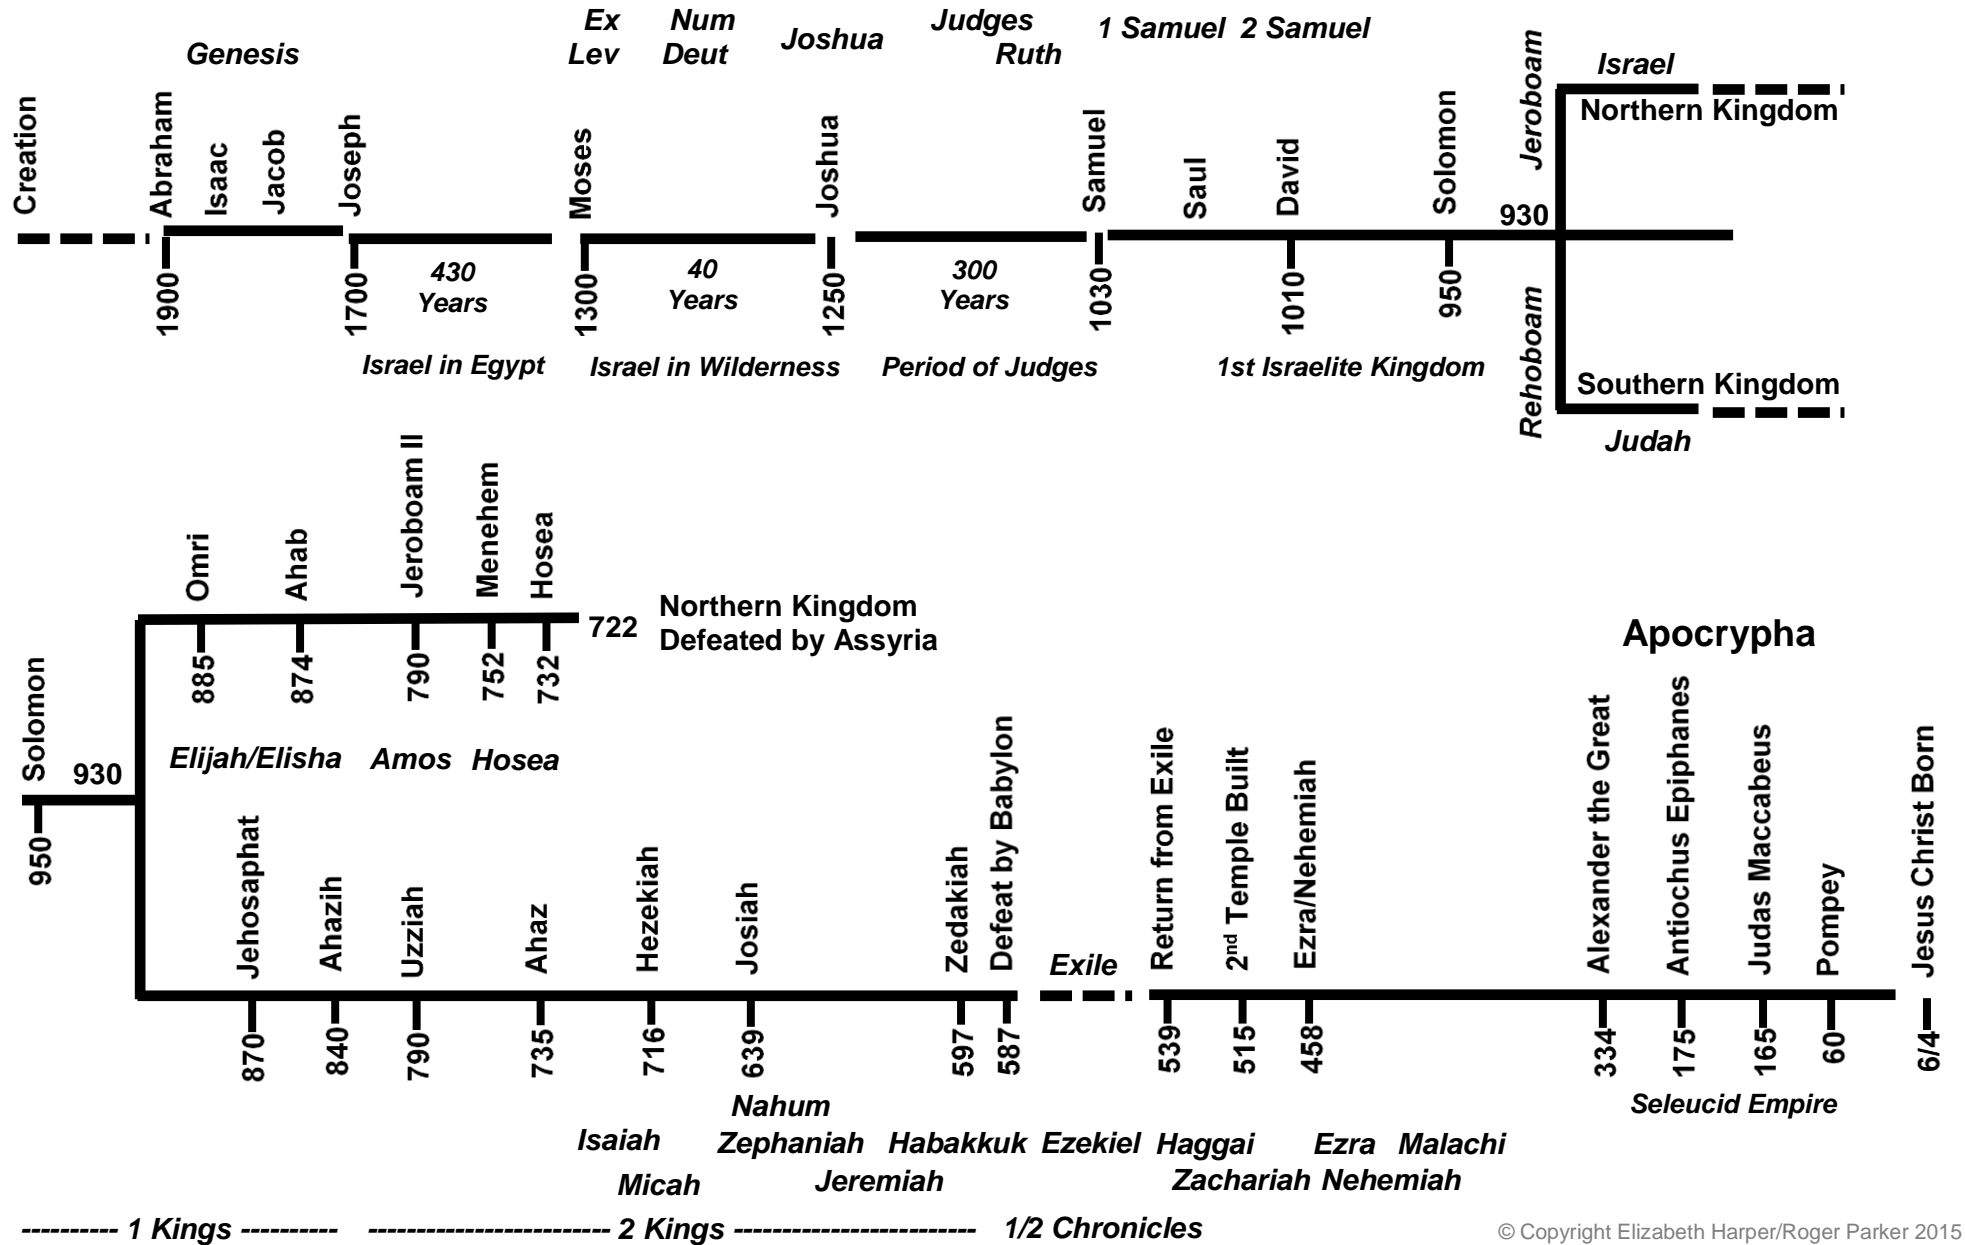 Ex Num
Lev Deut
Genesis
Joshua
Judges
Ruth
1 Samuel 2 Samuel
Creation
Abraham
Isaac
Jacob
Joseph
Moses
Joshua
Samuel
Saul
David
Solomon
930
Jeroboam
Israel
Northern Kingdom
1900
1700
430
Years
1300
40
Years
1250
300
Years
1030
1010
950
Israel in Egypt
Israel in Wilderness
Period of Judges
1st Israelite Kingdom
Rehoboam
Southern Kingdom
Judah
Omri
Ahab
Jeroboam II
Menehem
Hosea
885
874
790
752
732
722
Northern Kingdom
Defeated by Assyria
Elijah/Elisha Amos Hosea
Solomon
930
950
Apocrypha
Jehosaphat
Ahazih
Uzziah
Ahaz
Hezekiah
Josiah
Zedakiah
Defeat by Babylon
Exile
Return from Exile
2nd Temple Built
Ezra/Nehemiah
Alexander the Great
Antiochus Epiphanes
Judas Maccabeus
Pompey
Jesus Christ Born
870
840
790
735
716
639
597
587
539
515
458
334
175
165
60
6/4
Seleucid Empire
Nahum
Isaiah Zephaniah Habakkuk Ezekiel Haggai Ezra Malachi
Micah Jeremiah Zachariah Nehemiah
---------- 1 Kings ---------- ------------------------- 2 Kings ------------------------- 1/2 Chronicles
© Copyright Elizabeth Harper/Roger Parker 2015